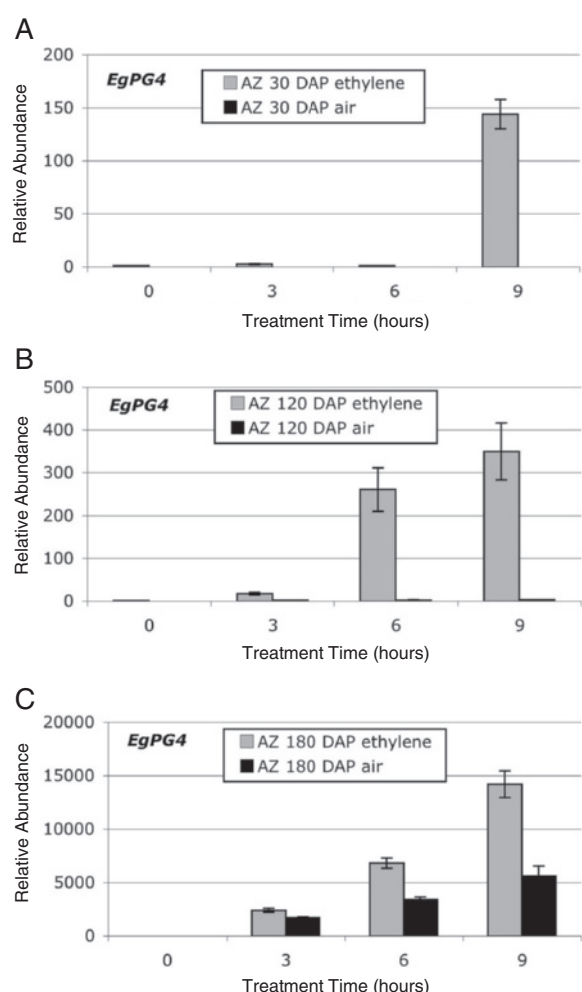 A
EgPG4
AZ 30 DAP ethylene
AZ 30 DAP air
Relative Abundance
200
150
100
50
0
0 3 6 9
Treatment Time (hours)
B
EgPG4
AZ 120 DAP ethylene
AZ 120 DAP air
Relative Abundance
500
400
300
200
100
0
0 3 6 9
Treatment Time (hours)
C
EgPG4
AZ 180 DAP ethylene
AZ 180 DAP air
Relative Abundance
20000
15000
10000
5000
0
0 3 6 9
Treatment Time (hours)